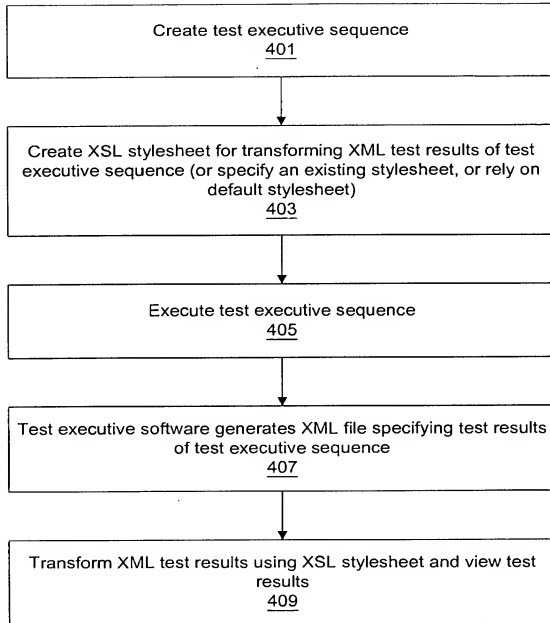 Create test executive sequence
401
Create XSL stylesheet for transforming XML test results of test
executive sequence (or specify an existing stylesheet, or rely on
default stylesheet)
403
Execute test executive sequence
405
Test executive software generates XML file specifying test results
of test executive sequence
407
Transform XML test results using XSL stylesheet and view test
results
409